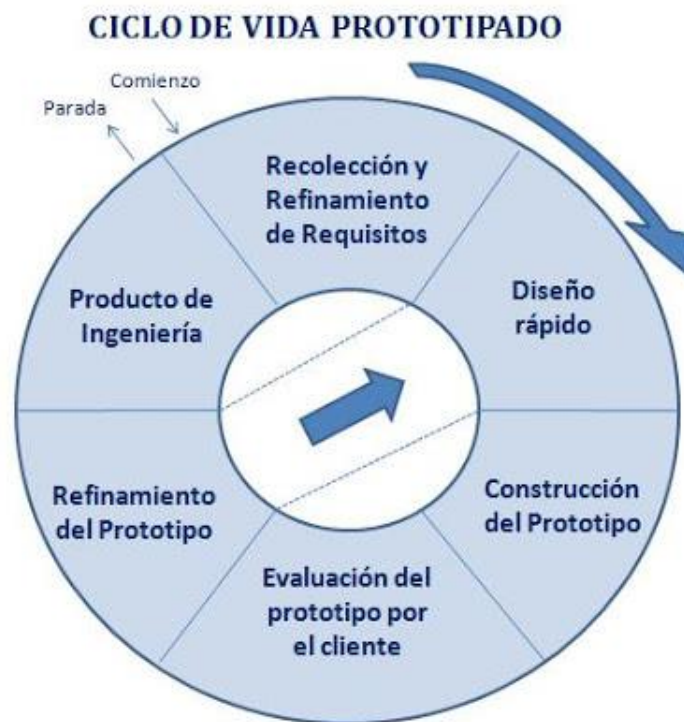 CICLO DE VIDA PROTOTIPADO
Comienzo
Parada
Recolección y
Refinamiento
de Requisitos
Diseño
rápido
Construcción
del Prototipo
Evaluación del
prototipo por
el cliente
Refinamiento
del Prototipo
Producto de
Ingeniería